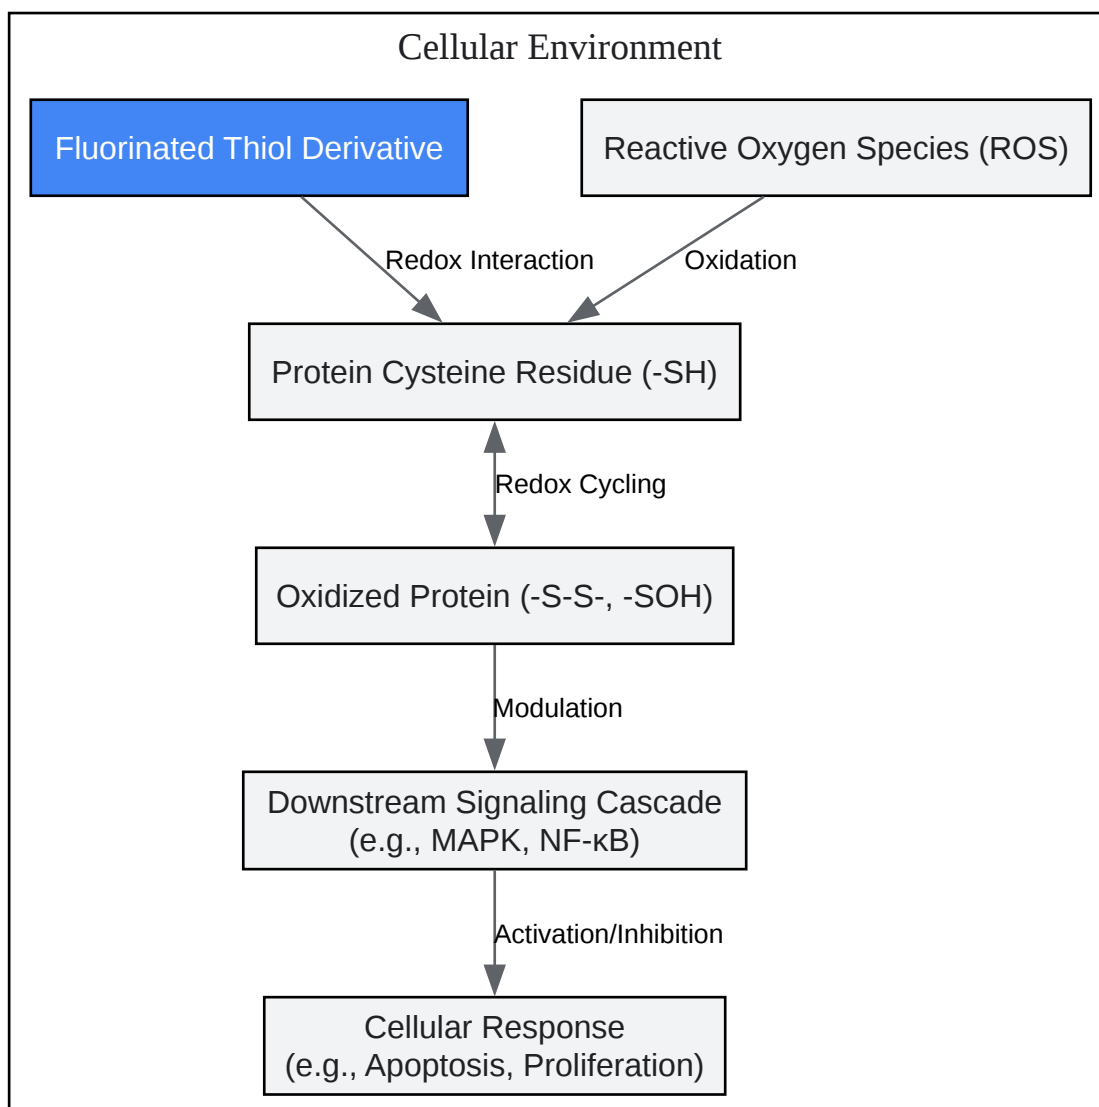 Cellular Environment
Fluorinated Thiol Derivative
Reactive Oxygen Species (ROS)
Redox Interaction
Oxidation
Protein Cysteine Residue (-SH)
Redox Cycling
Oxidized Protein (-S-S-, -SOH)
Modulation
Downstream Signaling Cascade
(e.g., MAPK, NF-κB)
Activation/Inhibition
Cellular Response
(e.g., Apoptosis, Proliferation)